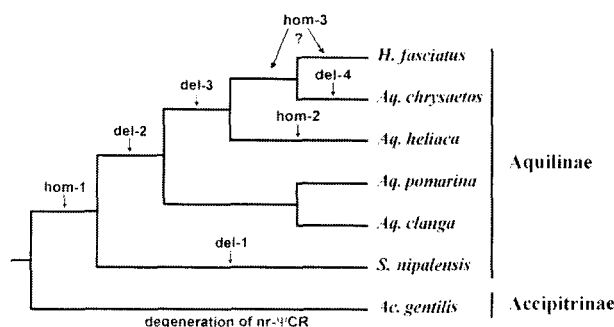 hom-3
?
H. fasciatus
del-3
del-4
Aq. chrysaetos
hom-2
del-2
Aq. heliaca
Aquilinae
Aq. pomarina
hom-1
Aq. clanga
del-1
S. nipalensis
Ac. gentilis
Accipitrinae
degeneration of nr-ΨCR